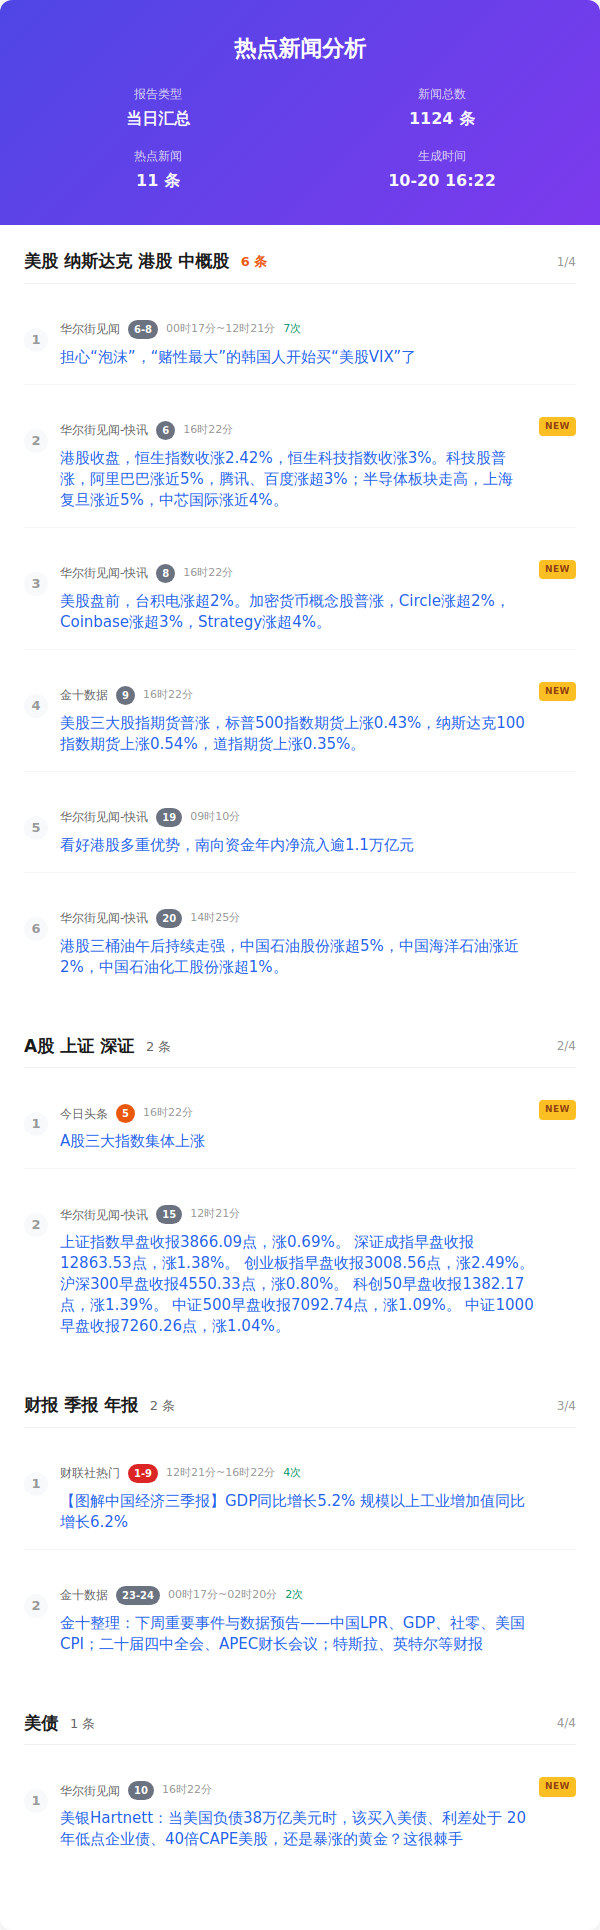 热点新闻分析
报告类型
当日汇总
新闻总数
1124 条
热点新闻
11 条
生成时间
10-20 16:22
美股 纳斯达克 港股 中概股 6 条 1/4
1 华尔街见闻 6-8 00时17分~12时21分 7次
担心“泡沫”，“赌性最大”的韩国人开始买“美股VIX”了
2 华尔街见闻-快讯 6 16时22分 NEW
港股收盘，恒生指数收涨2.42%，恒生科技指数收涨3%。科技股普
涨，阿里巴巴涨近5%，腾讯、百度涨超3%；半导体板块走高，上海
复旦涨近5%，中芯国际涨近4%。
3 华尔街见闻-快讯 8 16时22分 NEW
美股盘前，台积电涨超2%。加密货币概念股普涨，Circle涨超2%，
Coinbase涨超3%，Strategy涨超4%。
4 金十数据 9 16时22分 NEW
美股三大股指期货普涨，标普500指数期货上涨0.43%，纳斯达克100
指数期货上涨0.54%，道指期货上涨0.35%。
5 华尔街见闻-快讯 19 09时10分
看好港股多重优势，南向资金年内净流入逾1.1万亿元
6 华尔街见闻-快讯 20 14时25分
港股三桶油午后持续走强，中国石油股份涨超5%，中国海洋石油涨近
2%，中国石油化工股份涨超1%。
A股 上证 深证 2 条 2/4
1 今日头条 5 16时22分 NEW
A股三大指数集体上涨
2 华尔街见闻-快讯 15 12时21分
上证指数早盘收报3866.09点，涨0.69%。 深证成指早盘收报
12863.53点，涨1.38%。 创业板指早盘收报3008.56点，涨2.49%。
沪深300早盘收报4550.33点，涨0.80%。 科创50早盘收报1382.17
点，涨1.39%。 中证500早盘收报7092.74点，涨1.09%。 中证1000
早盘收报7260.26点，涨1.04%。
财报 季报 年报 2 条 3/4
1 财联社热门 1-9 12时21分~16时22分 4次
【图解中国经济三季报】GDP同比增长5.2% 规模以上工业增加值同比
增长6.2%
2 金十数据 23-24 00时17分~02时20分 2次
金十整理：下周重要事件与数据预告——中国LPR、GDP、社零、美国
CPI；二十届四中全会、APEC财长会议；特斯拉、英特尔等财报
美债 1 条 4/4
1 华尔街见闻 10 16时22分 NEW
美银Hartnett：当美国负债38万亿美元时，该买入美债、利差处于 20
年低点企业债、40倍CAPE美股，还是暴涨的黄金？这很棘手